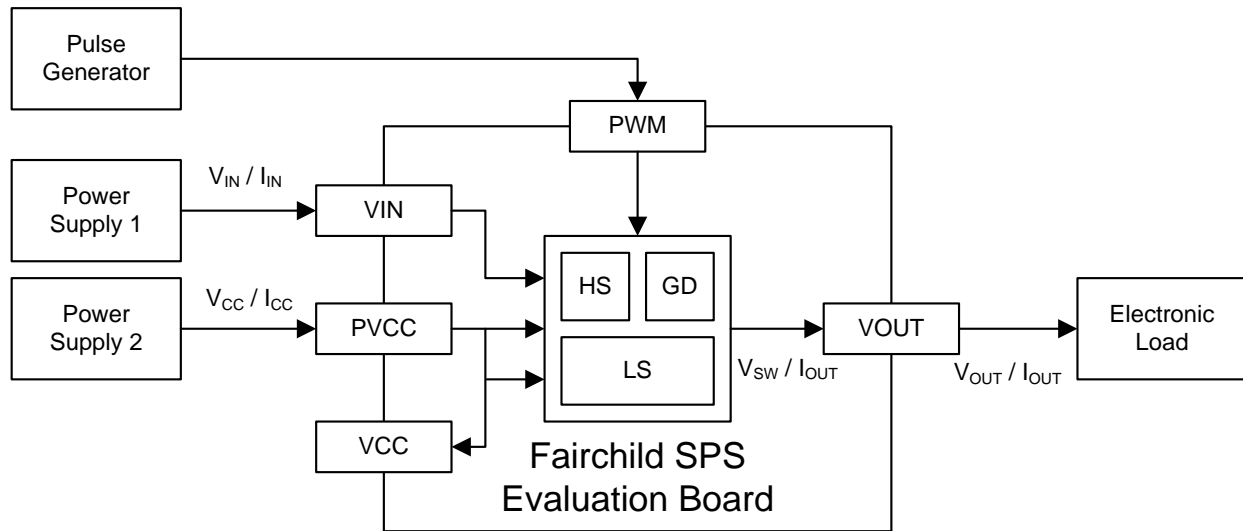 Pulse
Generator
PWM
Power
Supply 1
V_IN / I_IN
VIN
Power
Supply 2
V_CC / I_CC
PVCC
VCC
HS
GD
LS
V_SW / I_OUT
VOUT
V_OUT / I_OUT
Electronic
Load
Fairchild SPS
Evaluation Board